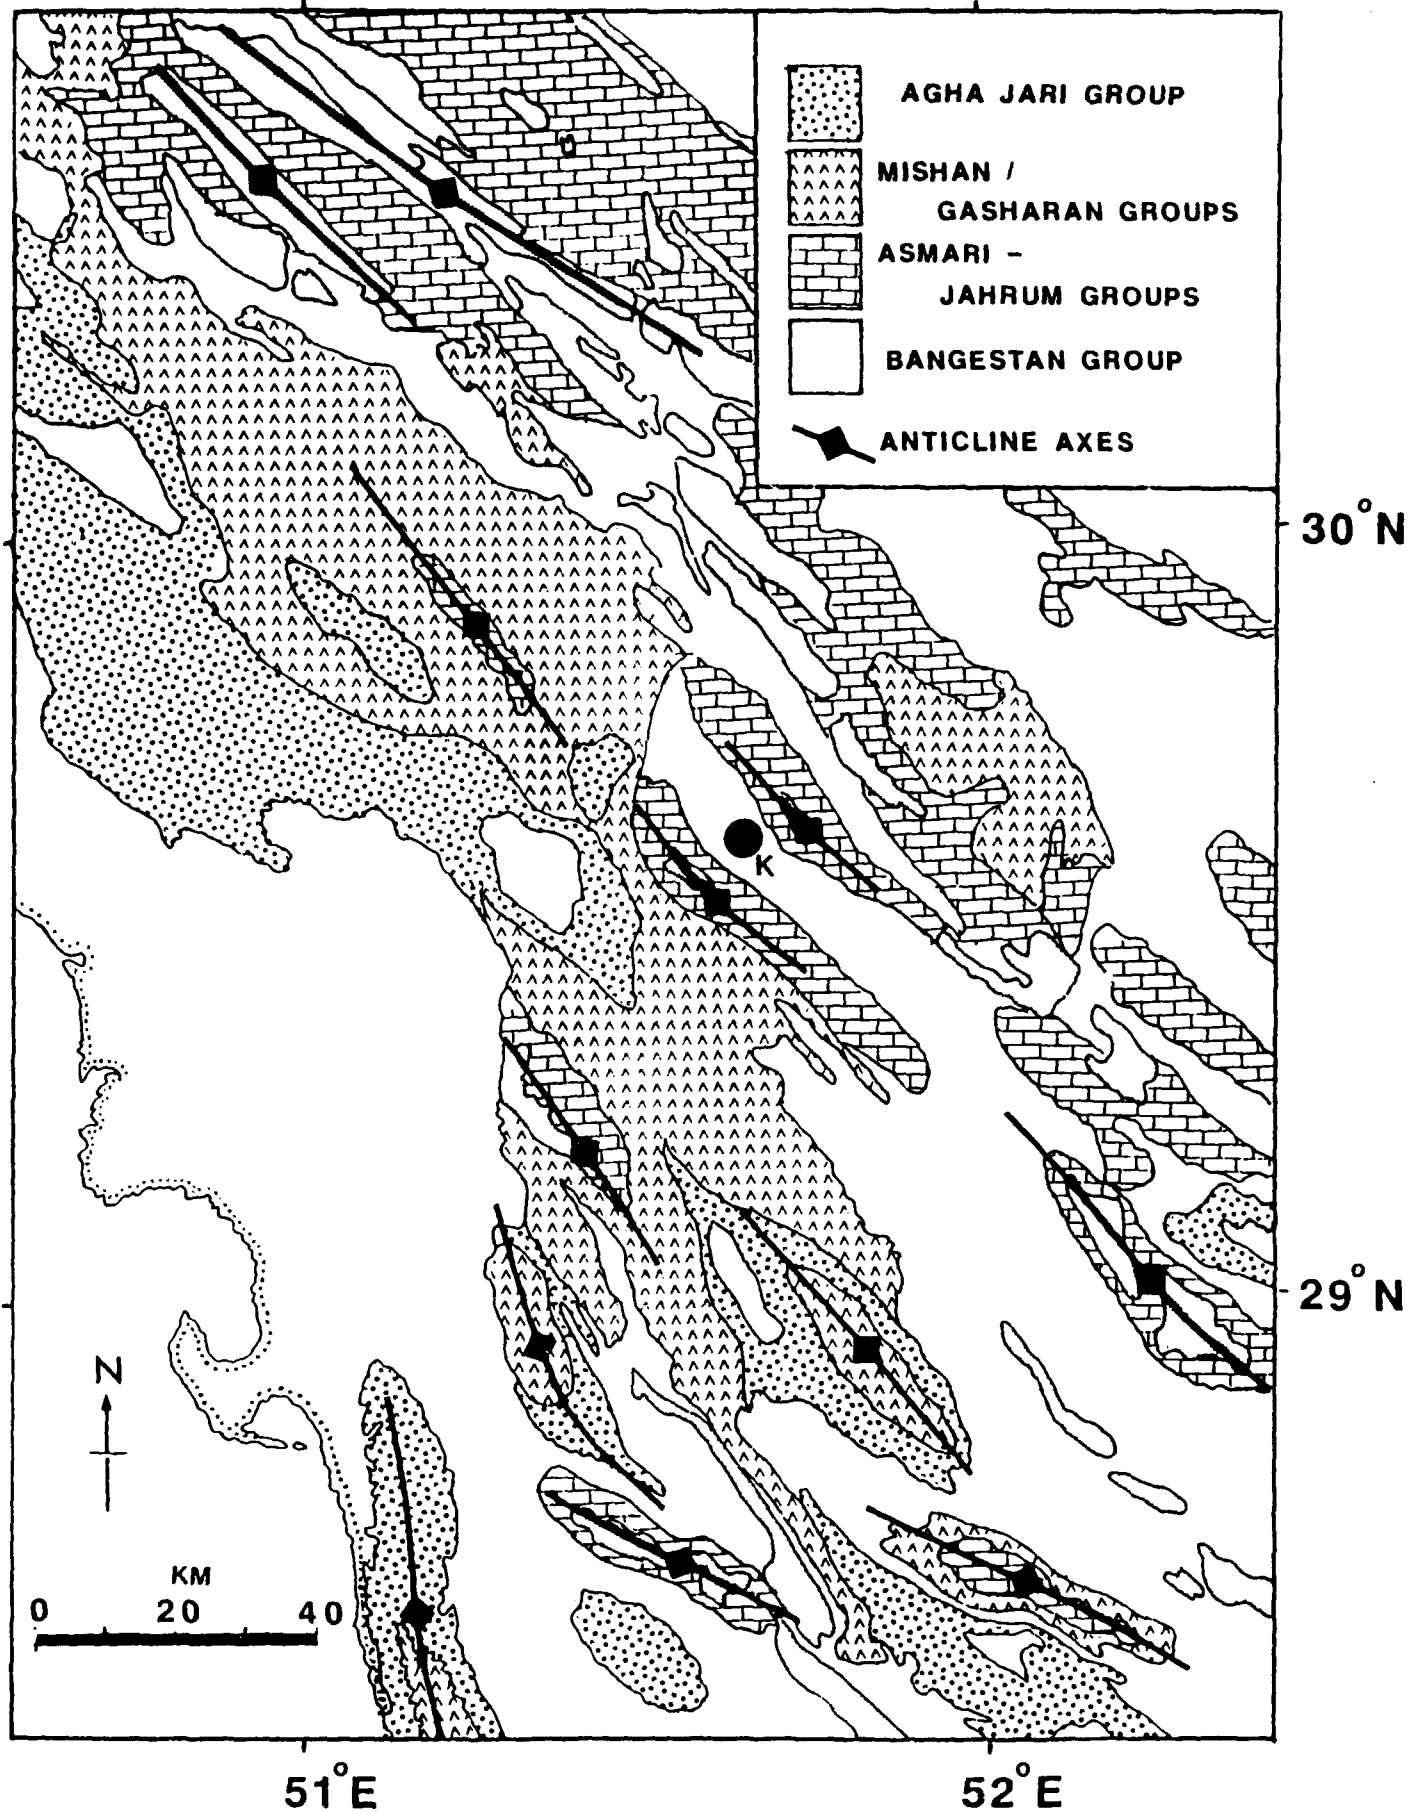 AGHA JARI GROUP
MISHAN /
GASHARAN GROUPS
ASMARI -
JAHRUM GROUPS
BANGESTAN GROUP
ANTICLINE AXES
30°N
K
29°N
N
KM
0 20 40
51°E 52°E